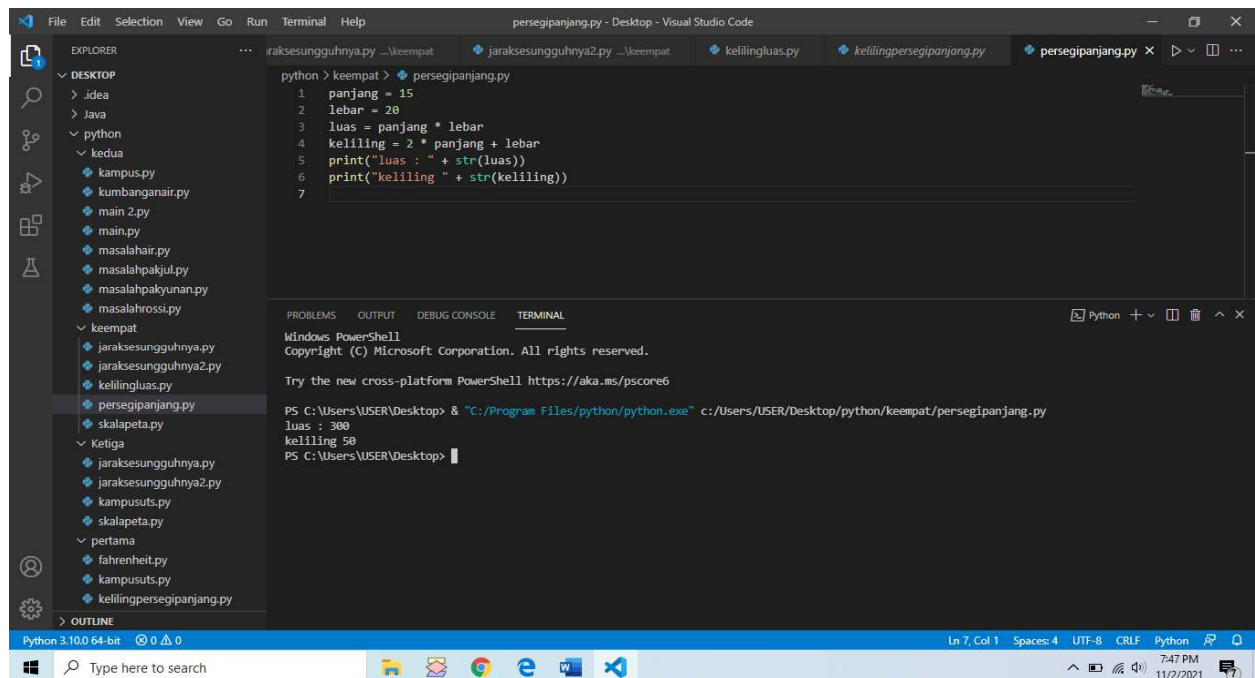 File Edit Selection View Go Run Terminal Help
persegipanjang.py - Desktop - Visual Studio Code
EXPLORER
DESKTOP
> .idea
> Java
python
kedua
kampus.py
kumbanganair.py
main 2.py
main.py
masalahair.py
masalahpakjul.py
masalahpakyunan.py
masalahrossi.py
keempat
jaraksesungguhnya.py
jaraksesungguhnya2.py
kelilingluas.py
persegipanjang.py
skalapeta.py
Ketiga
jaraksesungguhnya.py
jaraksesungguhnya2.py
kampusuts.py
skalapeta.py
pertama
fahrenheit.py
kampusuts.py
kelilingpersegipanjang.py
> OUTLINE
raksesungguhnya.py ...\keempat jaraksesungguhnya2.py ...\keempat kelilingluas.py kelilingpersegipanjang.py persegipanjang.py
python > keempat > persegipanjang.py
1 panjang = 15
2 lebar = 20
3 luas = panjang * lebar
4 keliling = 2 * panjang + lebar
5 print("luas : " + str(luas))
6 print("keliling " + str(keliling))
7
PROBLEMS OUTPUT DEBUG CONSOLE TERMINAL
Python
Windows PowerShell
Copyright (C) Microsoft Corporation. All rights reserved.
Try the new cross-platform PowerShell https://aka.ms/pscore6
PS C:\Users\USER\Desktop> & "C:/Program Files/python/python.exe" c:/Users/USER/Desktop/python/keempat/persegipanjang.py
luas : 300
keliling 50
PS C:\Users\USER\Desktop>
Python 3.10.0 64-bit 0 0
Ln 7, Col 1 Spaces: 4 UTF-8 CRLF Python
Type here to search
7:47 PM
11/2/2021